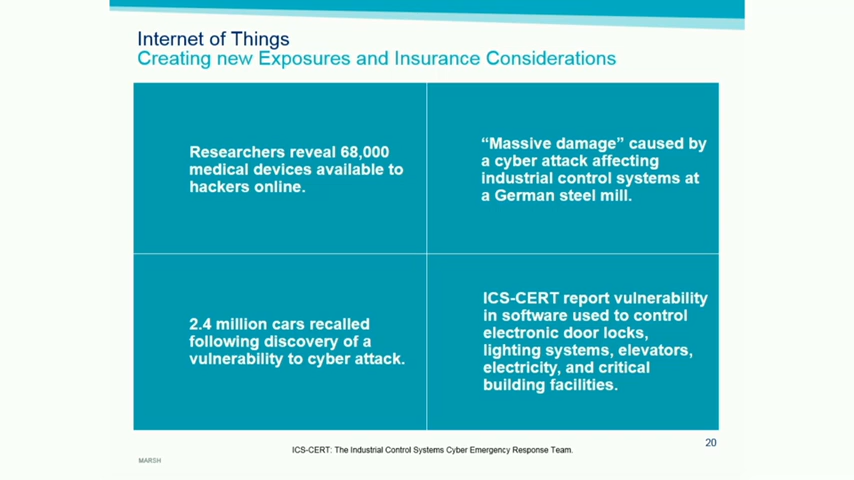 Internet of Things
Creating new Exposures and Insurance Considerations
Researchers reveal 68,000
medical devices available to
hackers online.
“Massive damage” caused by
a cyber attack affecting
industrial control systems at
a German steel mill.
2.4 million cars recalled
following discovery of a
vulnerability to cyber attack.
ICS-CERT report vulnerability
in software used to control
electronic door locks,
lighting systems, elevators,
electricity, and critical
building facilities.
ICS-CERT: The Industrial Control Systems Cyber Emergency Response Team.
20
MARSH